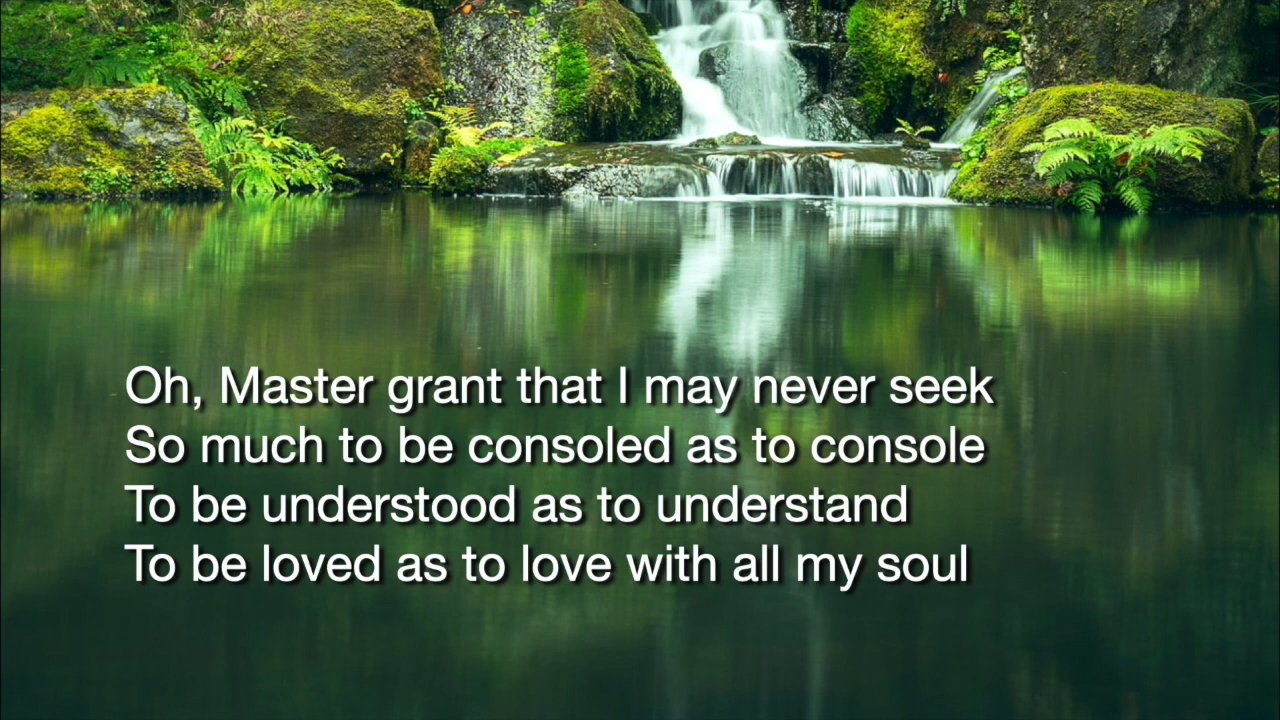 Oh, Master grant that I may never seek
So much to be consoled as to console
To be understood as to understand
To be loved as to love with all my soul